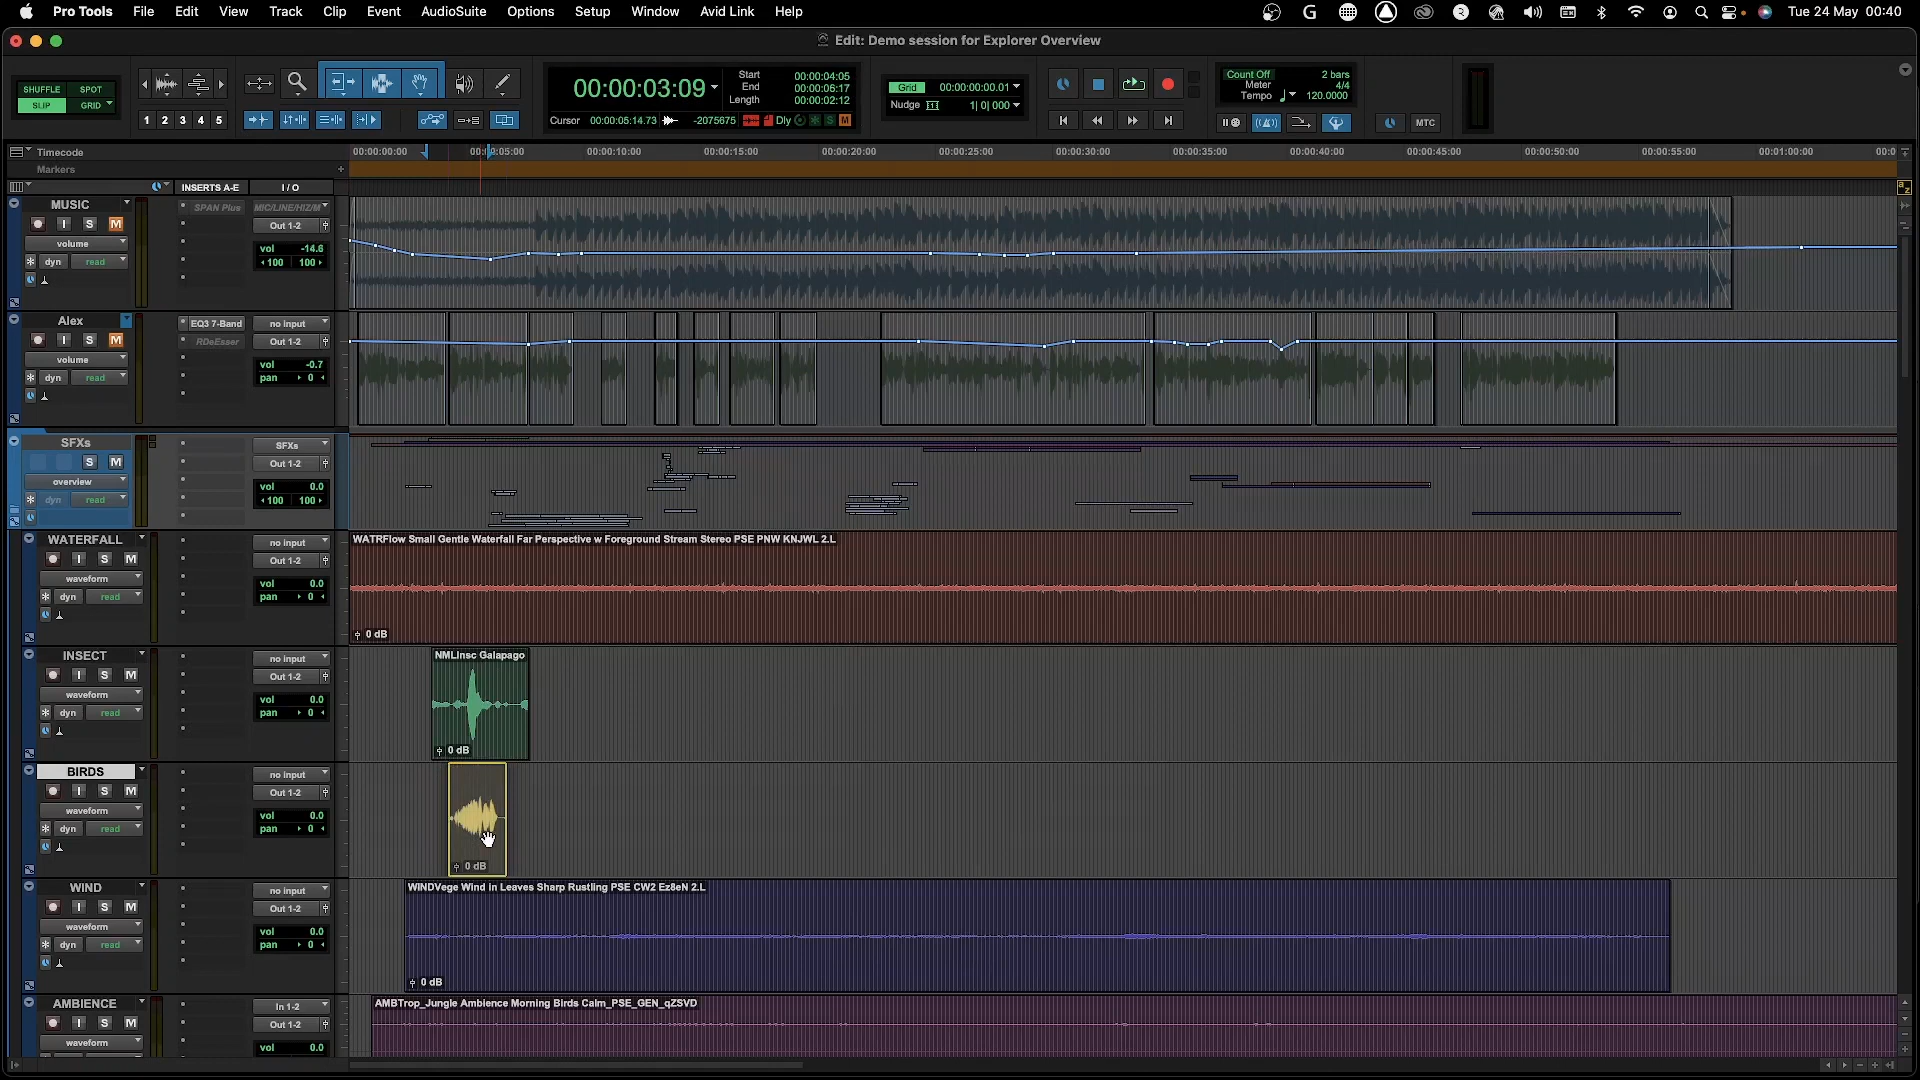 Pro Tools File Edit View Track Clip Event AudioSuite Options Setup Window Avid Link Help Tue 24 May 00:40
Edit: Demo session for Explorer Overview
SHUFFLE SPOT
SLIP GRID
1 2 3 4 5
00:00:03:09
Start 00:00:04:05
End 00:00:06:17
Length 00:00:02:12
Cursor 00:00:05:14.73 -2075675 Dly S M
Grid 00:00:00:00.01
Nudge 1| 0| 000
Count Off 2 bars
Meter 4/4
Tempo 120.0000
MTC
Timecode 00:00:00:00 00:00:10:00 00:00:15:00 00:00:20:00 00:00:25:00 00:00:30:00 00:00:35:00 00:00:40:00 00:00:45:00 00:00:50:00 00:00:55:00 00:01:00:00
Markers
INSERTS A-E I / O
MUSIC SPAN Plus MIC/LINE/HIZ/M
I S M Out 1-2
volume vol -14.6
dyn read 100 100
Alex EQ3 7-Band no input
I S M RDeEsser Out 1-2
volume vol -0.7
dyn read pan 0
SFXs SFXs
S M Out 1-2
overview vol 0.0
dyn read 100 100
WATERFALL no input WATRFlow Small Gentle Waterfall Far Perspective w Foreground Stream Stereo PSE PNW KNJWL 2.L
I S M Out 1-2
waveform vol 0.0
dyn read pan 0
0 dB
INSECT no input NMLInsc Galapago
I S M Out 1-2
waveform vol 0.0
dyn read pan 0
0 dB
BIRDS no input
I S M Out 1-2
waveform vol 0.0
dyn read pan 0
0 dB
WIND no input WINDVege Wind in Leaves Sharp Rustling PSE CW2 Ez8eN 2.L
I S M Out 1-2
waveform vol 0.0
dyn read pan 0
0 dB
AMBIENCE In 1-2 AMBTrop_Jungle Ambience Morning Birds Calm_PSE_GEN_qZSVD
I S M Out 1-2
waveform vol 0.0